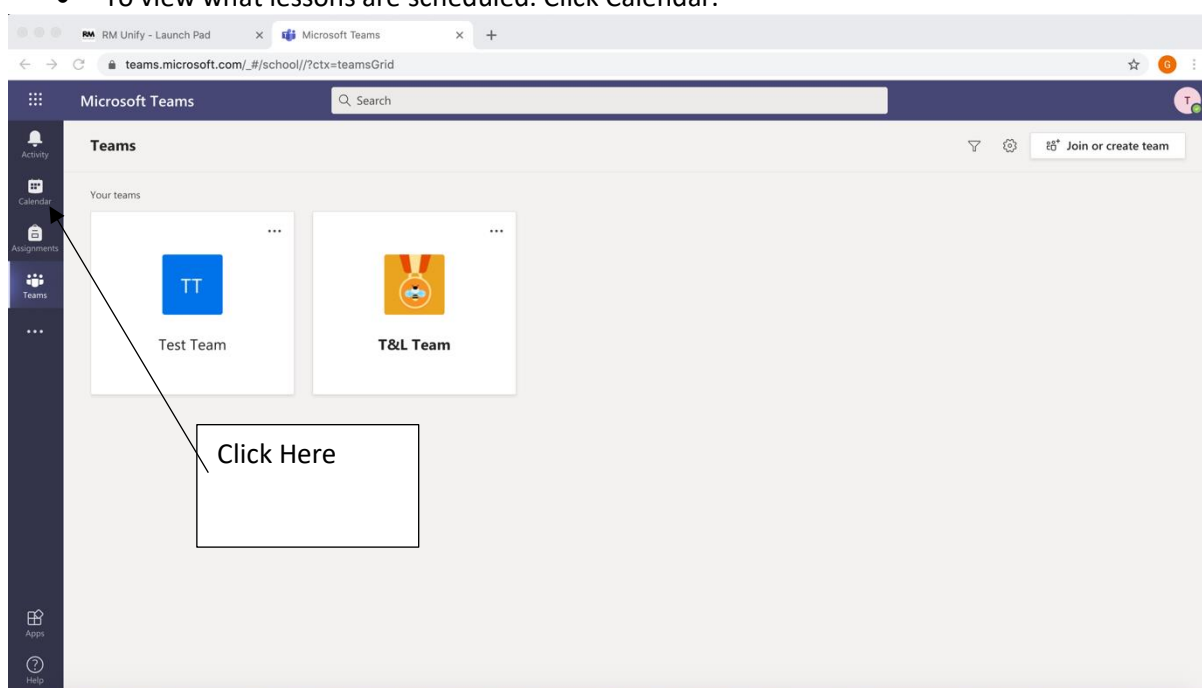 • To view what lessons are scheduled. Click Calendar.
RM RM Unify - Launch Pad × Microsoft Teams × +
teams.microsoft.com/_#/school//?ctx=teamsGrid G
Microsoft Teams Search T
Activity
Teams Join or create team
Calendar
Your teams
Assignments
Teams
TT
Test Team T&L Team
Click Here
Apps
Help